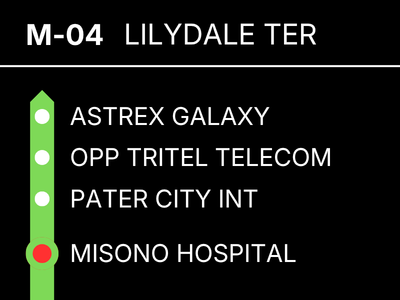 M-04 LILYDALE TER
ASTREX GALAXY
OPP TRITEL TELECOM
PATER CITY INT
MISONO HOSPITAL